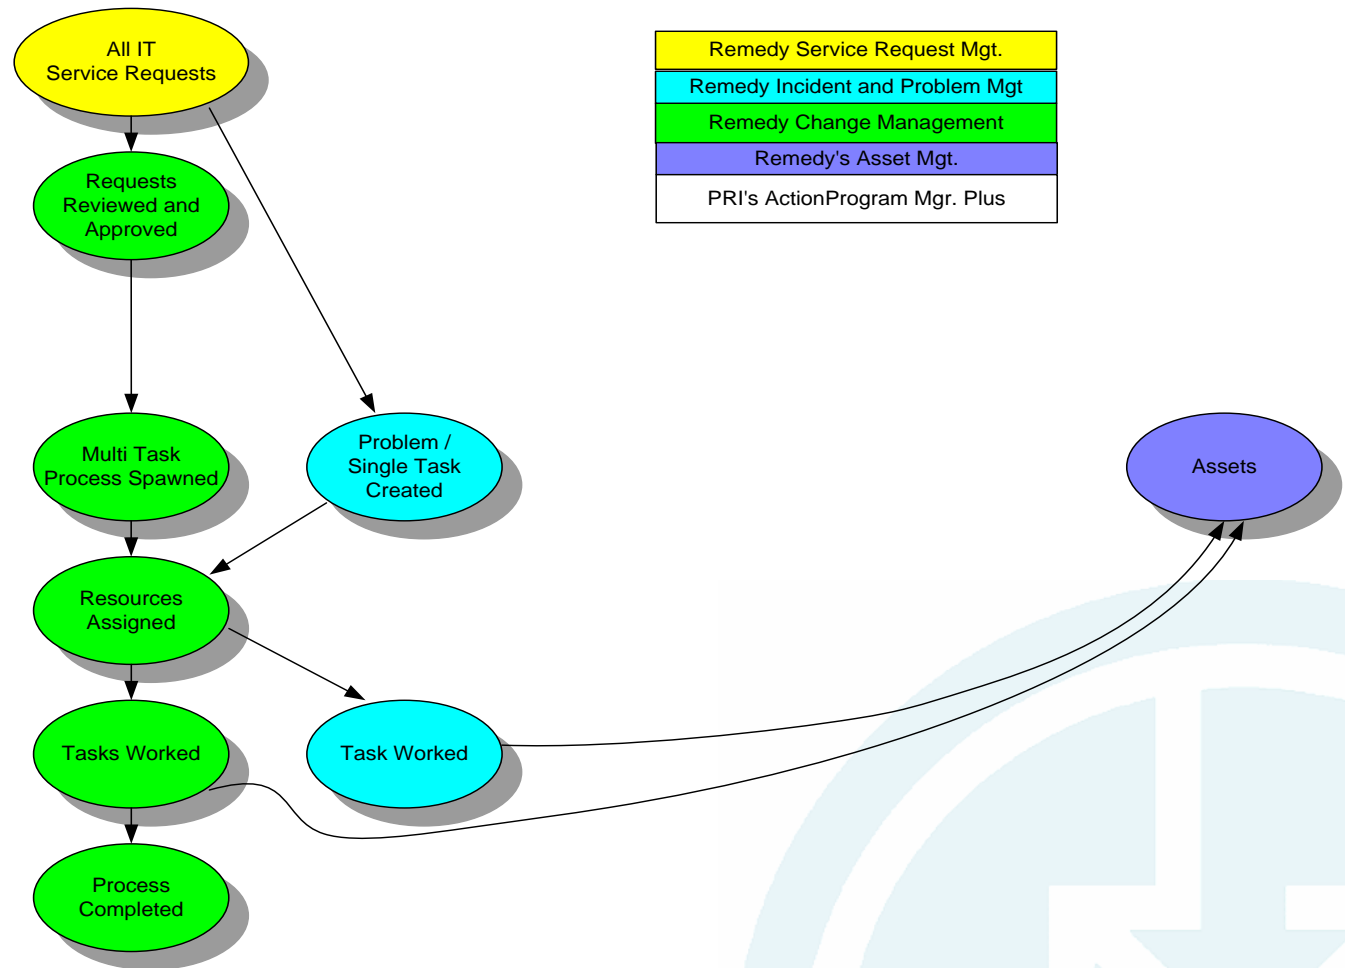 All IT
Service Requests
Remedy Service Request Mgt.
Remedy Incident and Problem Mgt
Remedy Change Management
Remedy's Asset Mgt.
PRI's ActionProgram Mgr. Plus
Requests
Reviewed and
Approved
Multi Task
Process Spawned
Problem /
Single Task
Created
Assets
Resources
Assigned
Tasks Worked
Task Worked
Process
Completed